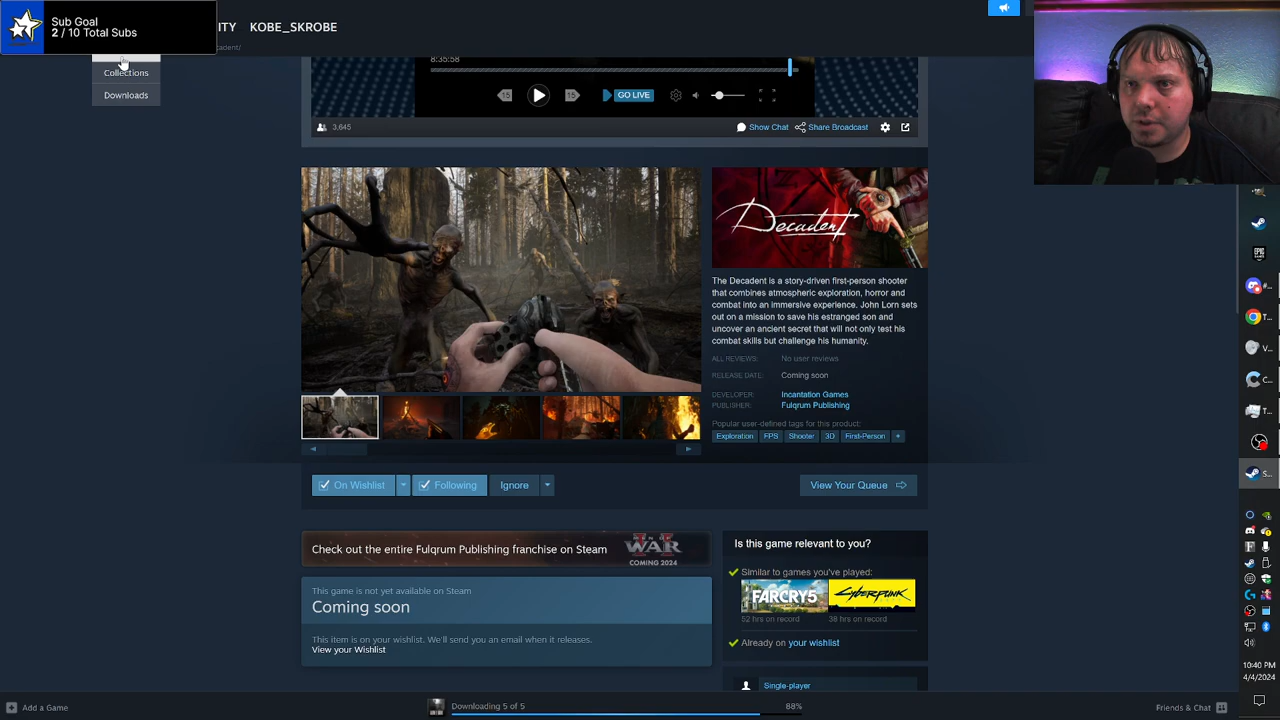 Sub Goal
2 / 10 Total Subs
ITY KOBE_SKROBE
cadent/
Collections
Downloads
8:35:58
15
15
GO LIVE
3,645
Show Chat
Share Broadcast
Decadent
The Decadent is a story-driven first-person shooter
that combines atmospheric exploration, horror and
combat into an immersive experience. John Lorn sets
out on a mission to save his estranged son and
uncover an ancient secret that will not only test his
combat skills but challenge his humanity.
ALL REVIEWS: No user reviews
RELEASE DATE: Coming soon
DEVELOPER: Incantation Games
PUBLISHER: Fulqrum Publishing
Popular user-defined tags for this product:
Exploration FPS Shooter 3D First-Person +
On Wishlist
Following
Ignore
View Your Queue
Check out the entire Fulqrum Publishing franchise on Steam
MEN OF WAR II
COMING 2024
Is this game relevant to you?
This game is not yet available on Steam
Coming soon
This item is on your wishlist. We'll send you an email when it releases.
View your Wishlist
Similar to games you've played:
FARCRY5
CYBERPUNK
52 hrs on record
38 hrs on record
Already on your wishlist
Single-player
10:40 PM
4/4/2024
Add a Game
Downloading 5 of 5
88%
Friends & Chat